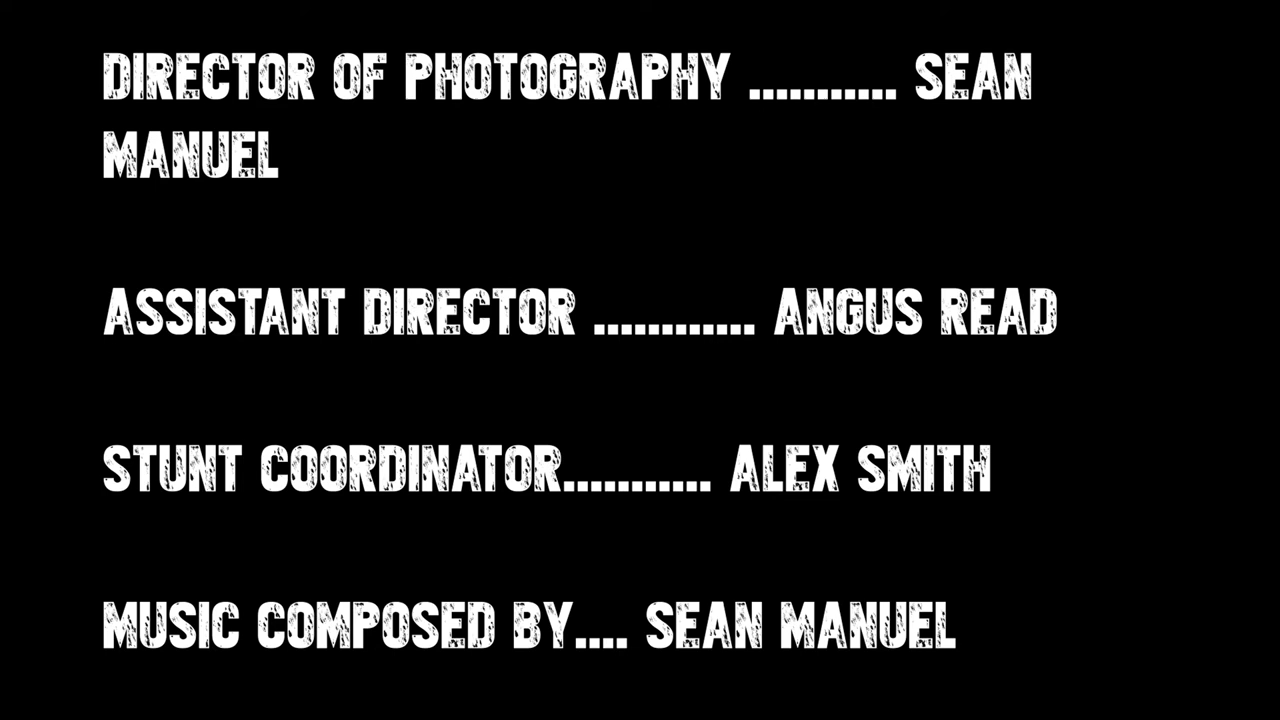 DIRECTOR OF PHOTOGRAPHY ........... SEAN
MANUEL
ASSISTANT DIRECTOR ............ ANGUS READ
STUNT COORDINATOR........... ALEX SMITH
MUSIC COMPOSED BY.... SEAN MANUEL